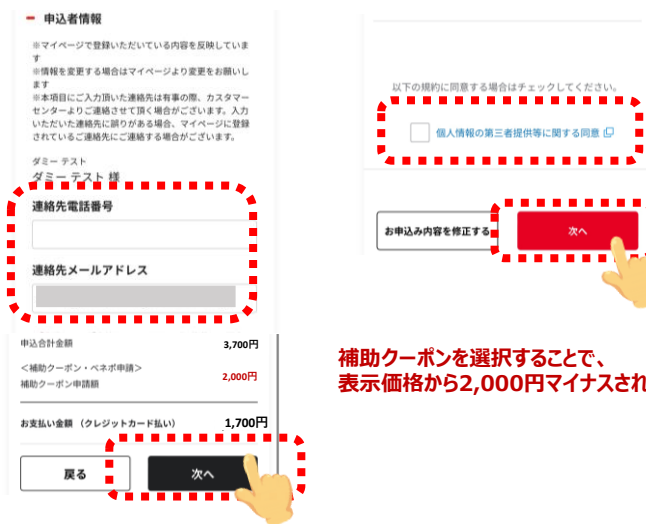 申込者情報
※マイページで登録いただいている内容を反映していま
す
※情報を変更する場合はマイページより変更をお願いし
ます
※本項目にご入力頂いた連絡先は有事の際、カスタマー
センターよりご連絡させて頂く場合がございます。入力
いただいた連絡先に誤りがある場合、マイページに登録
されているご連絡先にご連絡する場合がございます。
ダミー テスト
ダミー テスト 様
連絡先電話番号
連絡先メールアドレス
申込合計金額 3,700円
<補助クーポン・ベネポ申請>
補助クーポン申請額 2,000円
お支払い金額 (クレジットカード払い) 1,700円
戻る 次へ
以下の規約に同意する場合はチェックしてください。
個人情報の第三者提供等に関する同意
お申込み内容を修正する 次へ
補助クーポンを選択することで、
表示価格から2,000円マイナスされ